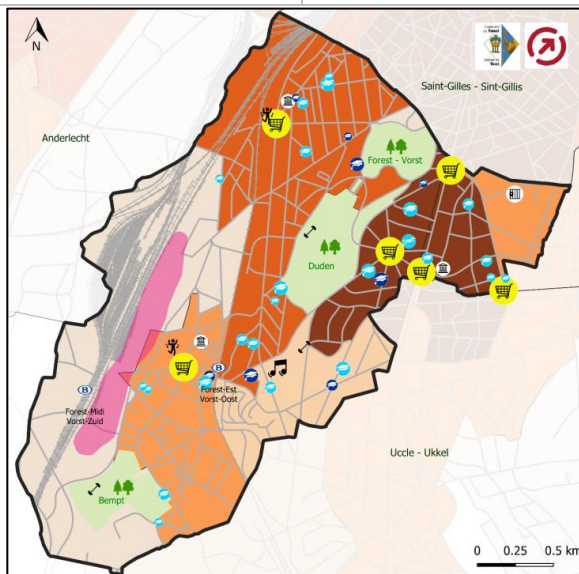 N
Saint-Gilles - Sint-Gillis
Anderlecht
Forest - Vorst
Duden
B
B
Forest-Est
Vorst-Oost
Forest-Midi
Vorst-Zuid
Uccle - Ukkel
Bempt
0 0.25 0.5 km